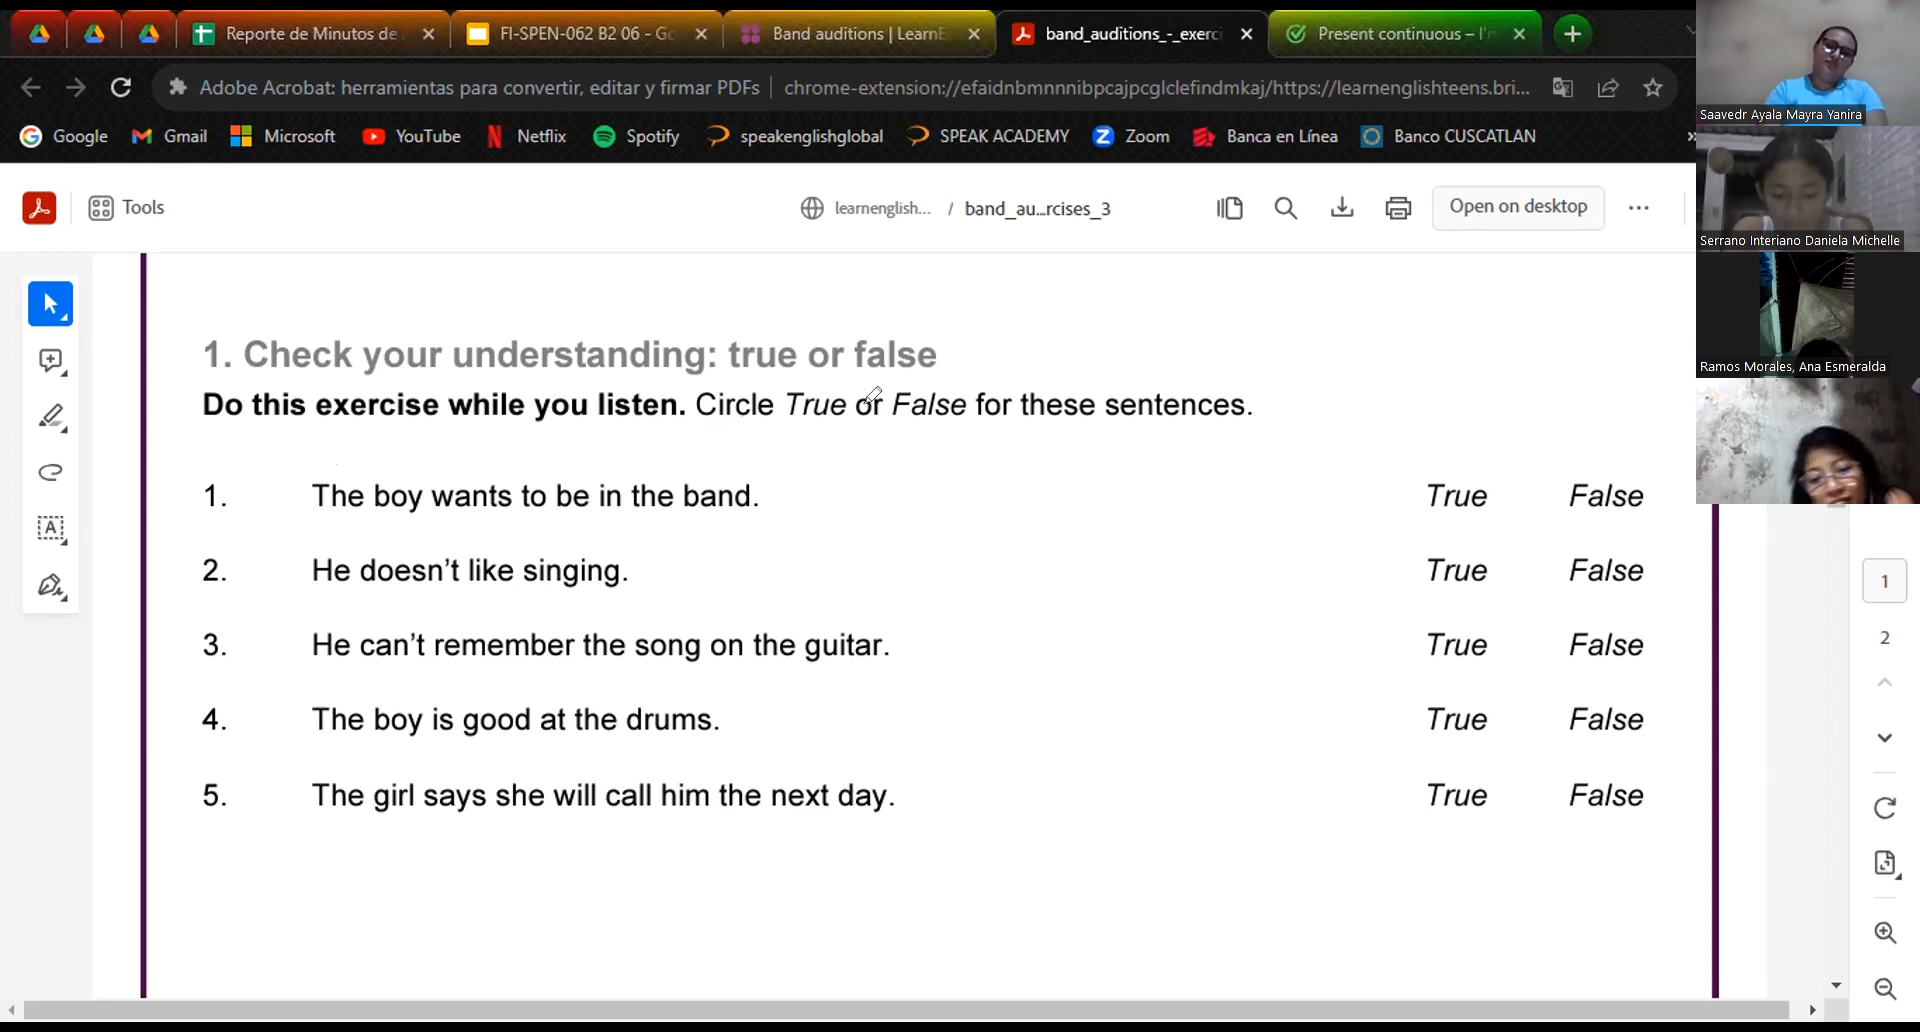 Reporte de Minutos de
FI-SPEN-062 B2 06 - Go
Band auditions | LearnE
band_auditions_-_exerci
Present continuous – I'm
Adobe Acrobat: herramientas para convertir, editar y firmar PDFs
chrome-extension://efaidnbmnnnibpcajpcglclefindmkaj/https://learnenglishteens.bri...
Google
Gmail
Microsoft
YouTube
Netflix
Spotify
speakenglishglobal
SPEAK ACADEMY
Zoom
Banca en Línea
Banco CUSCATLAN
»
Tools
learnenglish... / band_au...rcises_3
Open on desktop
1. Check your understanding: true or false
Do this exercise while you listen. Circle True or False for these sentences.
1. The boy wants to be in the band. True False
2. He doesn't like singing. True False
3. He can't remember the song on the guitar. True False
4. The boy is good at the drums. True False
5. The girl says she will call him the next day. True False
1
2
Saavedr Ayala Mayra Yanira
Serrano Interiano Daniela Michelle
Ramos Morales, Ana Esmeralda